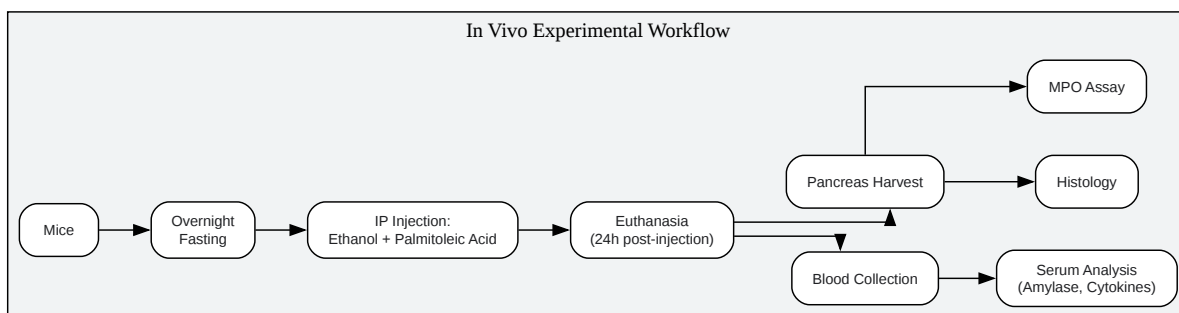 In Vivo Experimental Workflow
Mice
Overnight
Fasting
IP Injection:
Ethanol + Palmitoleic Acid
Euthanasia
(24h post-injection)
Pancreas Harvest
Blood Collection
MPO Assay
Histology
Serum Analysis
(Amylase, Cytokines)